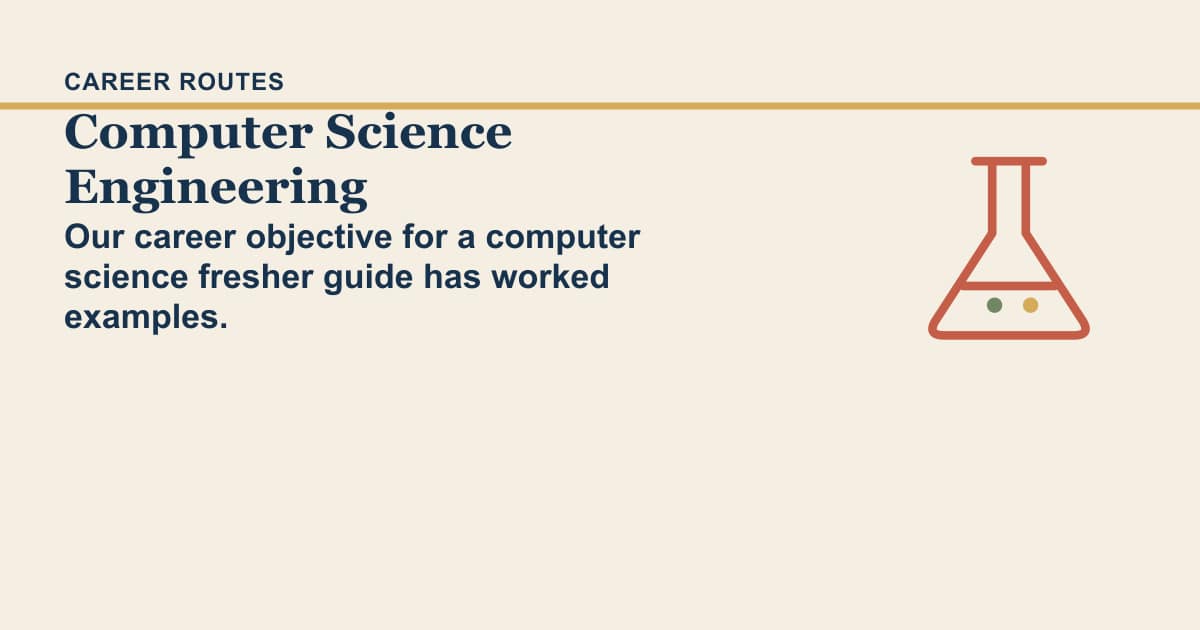 CAREER ROUTES
Computer Science
Engineering
Our career objective for a computer
science fresher guide has worked
examples.